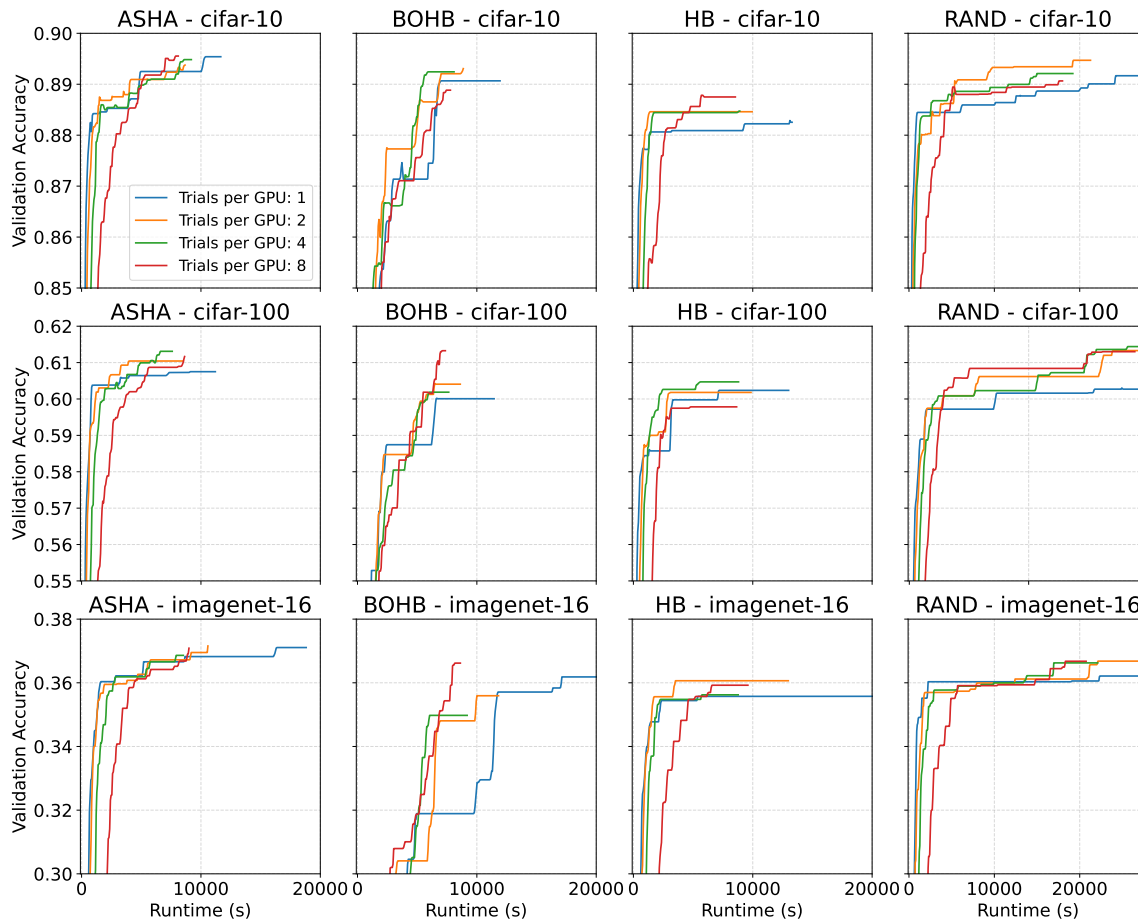 ASHA - cifar-10
BOHB - cifar-10
HB - cifar-10
RAND - cifar-10
Validation Accuracy
0.90
0.89
0.88
0.87
0.86
0.85
Trials per GPU: 1
Trials per GPU: 2
Trials per GPU: 4
Trials per GPU: 8
ASHA - cifar-100
BOHB - cifar-100
HB - cifar-100
RAND - cifar-100
Validation Accuracy
0.62
0.61
0.60
0.59
0.58
0.57
0.56
0.55
ASHA - imagenet-16
BOHB - imagenet-16
HB - imagenet-16
RAND - imagenet-16
Validation Accuracy
0.38
0.36
0.34
0.32
0.30
0 10000 20000
0 10000 20000
0 10000 20000
0 10000 20000
Runtime (s)
Runtime (s)
Runtime (s)
Runtime (s)